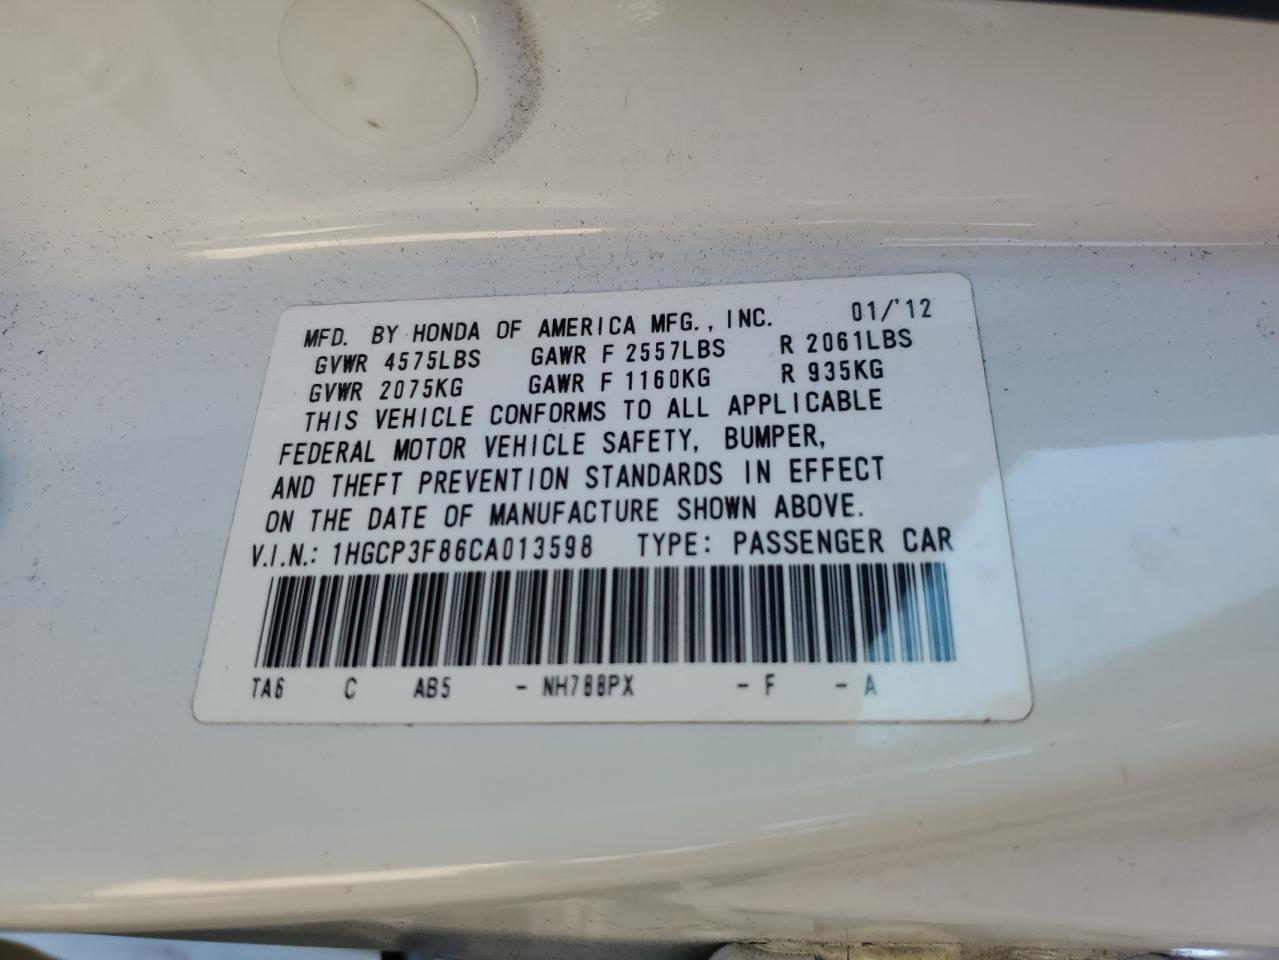 MFD. BY HONDA OF AMERICA MFG., INC. 01/'12
GVWR 4575LBS GAWR F 2557LBS R 2061LBS
GVWR 2075KG GAWR F 1160KG R 935KG
THIS VEHICLE CONFORMS TO ALL APPLICABLE
FEDERAL MOTOR VEHICLE SAFETY, BUMPER,
AND THEFT PREVENTION STANDARDS IN EFFECT
ON THE DATE OF MANUFACTURE SHOWN ABOVE.
V.I.N.: 1HGCP3F86CA013598 TYPE: PASSENGER CAR
TA6 C AB5 - NH788PX - F - A